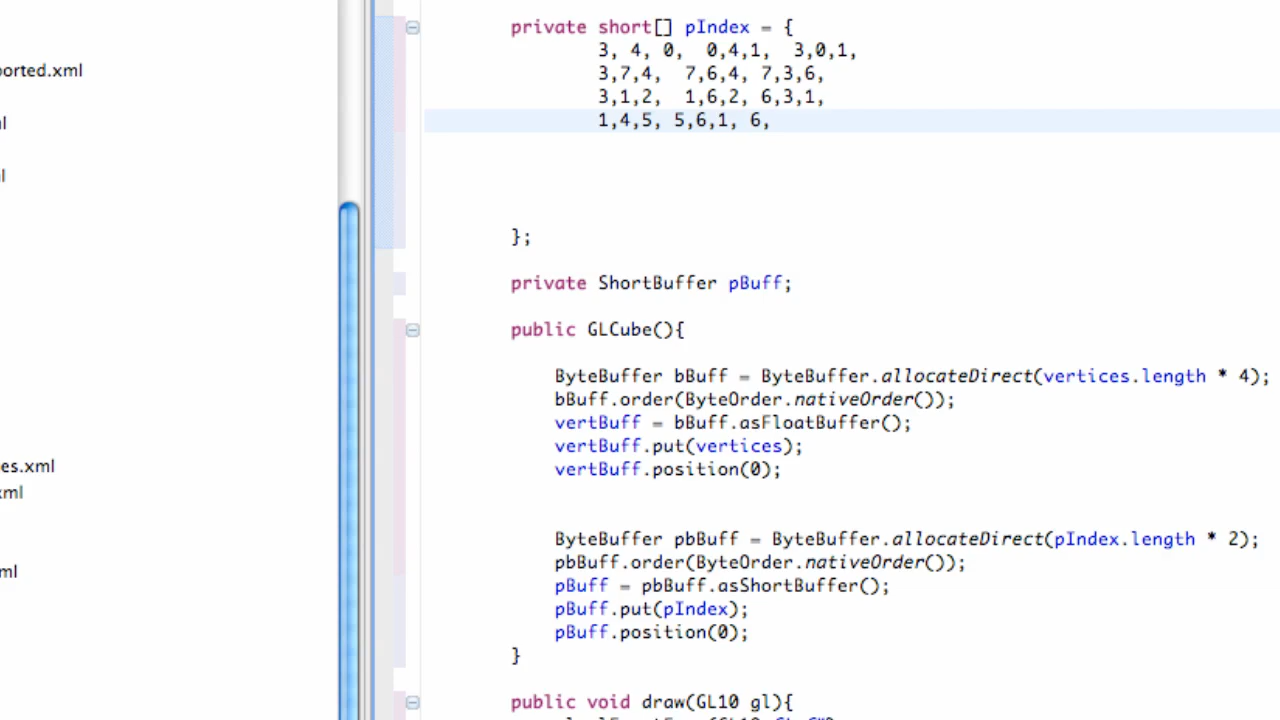 private short[] pIndex = {
3, 4, 0,  0,4,1,  3,0,1,
3,7,4,  7,6,4, 7,3,6,
3,1,2,  1,6,2, 6,3,1,
1,4,5, 5,6,1, 6,
};
private ShortBuffer pBuff;
public GLCube(){
ByteBuffer bBuff = ByteBuffer.allocateDirect(vertices.length * 4);
bBuff.order(ByteOrder.nativeOrder());
vertBuff = bBuff.asFloatBuffer();
vertBuff.put(vertices);
vertBuff.position(0);
ByteBuffer pbBuff = ByteBuffer.allocateDirect(pIndex.length * 2);
pbBuff.order(ByteOrder.nativeOrder());
pBuff = pbBuff.asShortBuffer();
pBuff.put(pIndex);
pBuff.position(0);
}
public void draw(GL10 gl){
orted.xml
l
l
es.xml
xml
ml